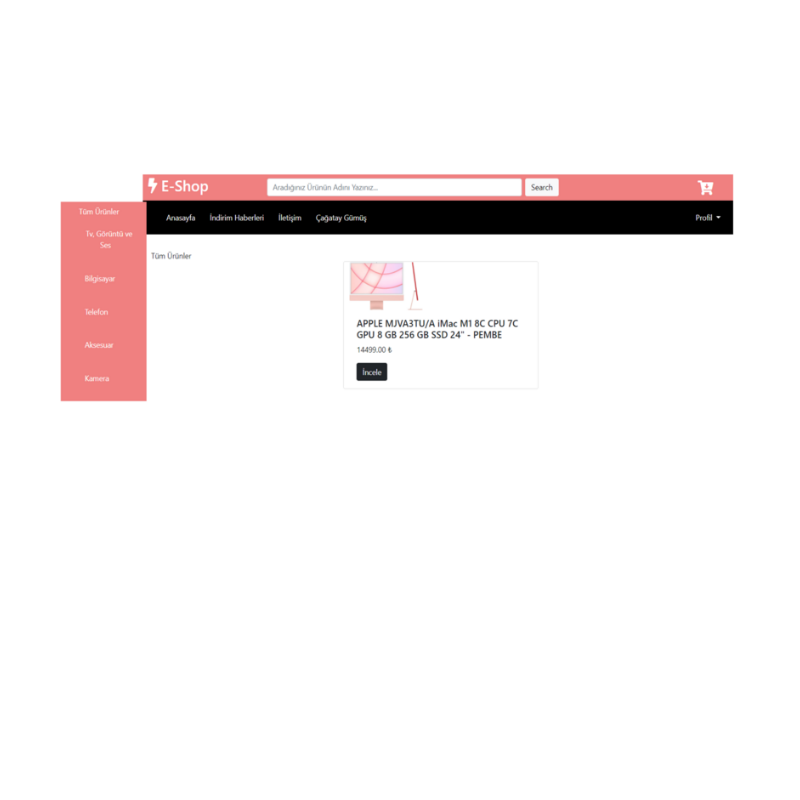 E-Shop
Aradığınız Ürünün Adını Yazınız...
Search
Tüm Ürünler
Tv, Görüntü ve
Ses
Bilgisayar
Telefon
Aksesuar
Kamera
Anasayfa
İndirim Haberleri
İletişim
Çağatay Gümüş
Profil
Tüm Ürünler
APPLE MJVA3TU/A iMac M1 8C CPU 7C
GPU 8 GB 256 GB SSD 24" - PEMBE
14499.00 ₺
İncele